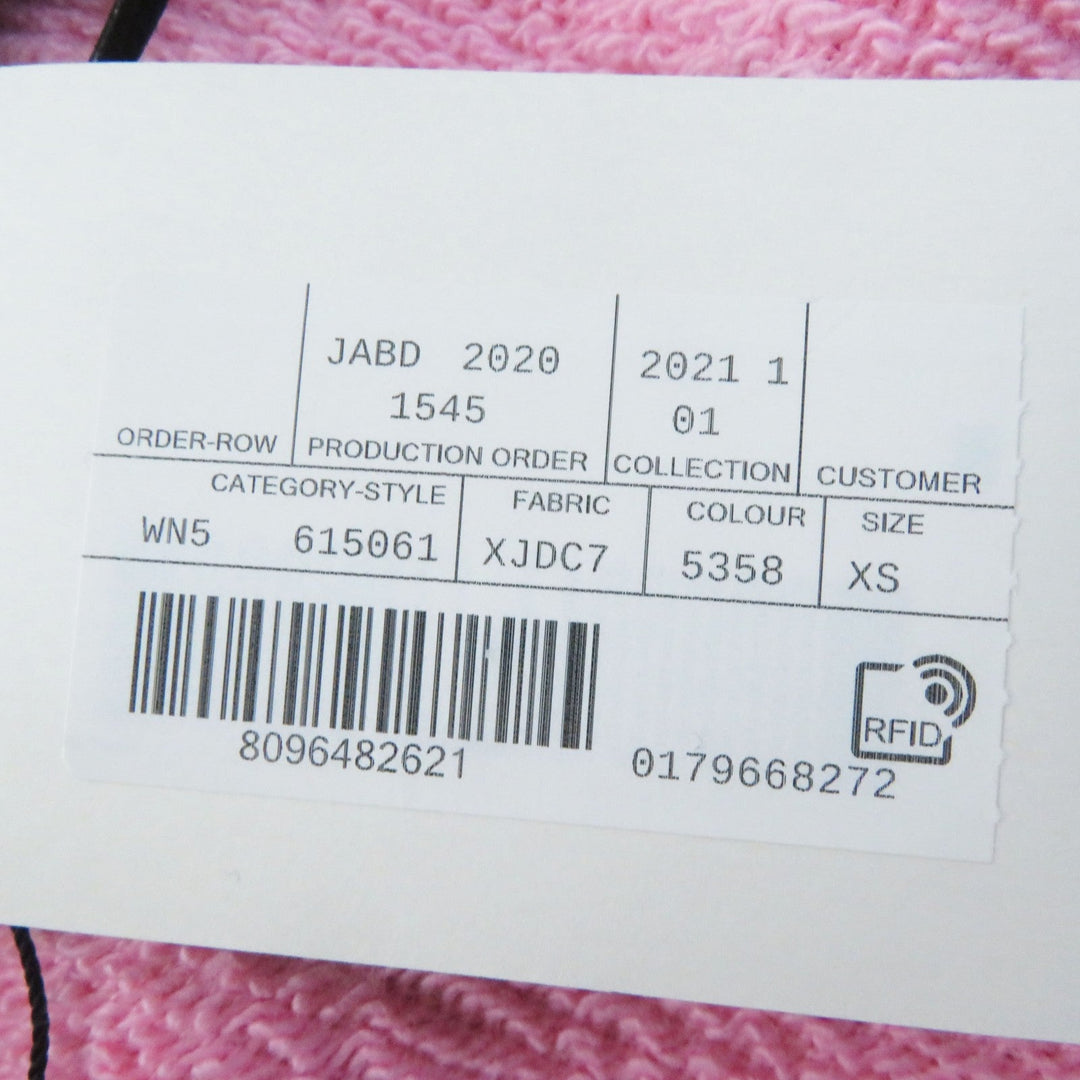 JABD 2020 2021 1
1545 01
ORDER-ROW PRODUCTION ORDER COLLECTION CUSTOMER
CATEGORY-STYLE FABRIC COLOUR SIZE
WN5 615061 XJDC7 5358 XS
RFID
8096482621 0179668272